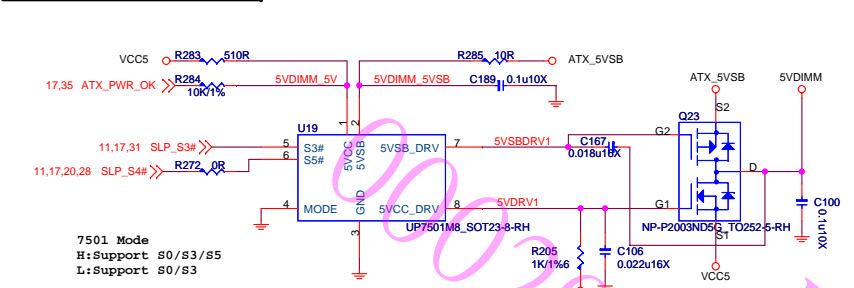 VCC5
R283
510R
R285
10R
ATX_5VSB
17,35 ATX_PWR_OK
R284
10K/1%
5VDIMM_5V
5VDIMM_5VSB
C189
0.1u10X
ATX_5VSB
5VDIMM
U19
1
2
S2
Q23
11,17,31 SLP_S3#
5
S3#
5VCC
5VSB
5VSB_DRV
7
5VSBDRV1
C167
0.018u16X
G2
11,17,20,28 SLP_S4#
R272
0R
6
S5#
D
4
MODE
GND
5VCC_DRV
8
5VDRV1
G1
C100
0.1u10X
UP7501M8_SOT23-8-RH
NP-P2003ND5G_TO252-5-RH
3
S1
7501 Mode
H:Support S0/S3/S5
L:Support S0/S3
R205
1K/1%6
C106
0.022u16X
VCC5